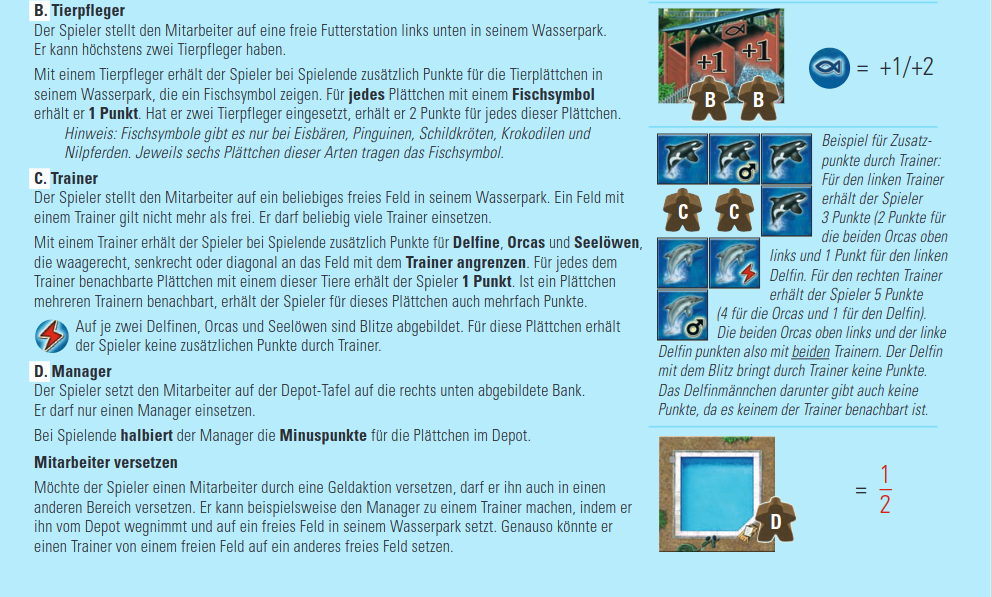 B. Tierpfleger
Der Spieler stellt den Mitarbeiter auf eine freie Futterstation links unten in seinem Wasserpark.
Er kann höchstens zwei Tierpfleger haben.
Mit einem Tierpfleger erhält der Spieler bei Spielende zusätzlich Punkte für die Tierplättchen in
seinem Wasserpark, die ein Fischsymbol zeigen. Für jedes Plättchen mit einem Fischsymbol
erhält er 1 Punkt. Hat er zwei Tierpfleger eingesetzt, erhält er 2 Punkte für jedes dieser Plättchen.
Hinweis: Fischsymbole gibt es nur bei Eisbären, Pinguinen, Schildkröten, Krokodilen und
Nilpferden. Jeweils sechs Plättchen dieser Arten tragen das Fischsymbol.
C. Trainer
Der Spieler stellt den Mitarbeiter auf ein beliebiges freies Feld in seinem Wasserpark. Ein Feld mit
einem Trainer gilt nicht mehr als frei. Er darf beliebig viele Trainer einsetzen.
Mit einem Trainer erhält der Spieler bei Spielende zusätzlich Punkte für Delfine, Orcas und Seelöwen,
die waagerecht, senkrecht oder diagonal an das Feld mit dem Trainer angrenzen. Für jedes dem
Trainer benachbarte Plättchen mit einem dieser Tiere erhält der Spieler 1 Punkt. Ist ein Plättchen
mehreren Trainern benachbart, erhält der Spieler für dieses Plättchen auch mehrfach Punkte.
Auf je zwei Delfinen, Orcas und Seelöwen sind Blitze abgebildet. Für diese Plättchen erhält
der Spieler keine zusätzlichen Punkte durch Trainer.
D. Manager
Der Spieler setzt den Mitarbeiter auf der Depot-Tafel auf die rechts unten abgebildete Bank.
Er darf nur einen Manager einsetzen.
Bei Spielende halbiert der Manager die Minuspunkte für die Plättchen im Depot.
Mitarbeiter versetzen
Möchte der Spieler einen Mitarbeiter durch eine Geldaktion versetzen, darf er ihn auch in einen
anderen Bereich versetzen. Er kann beispielsweise den Manager zu einem Trainer machen, indem er
ihn vom Depot wegnimmt und auf ein freies Feld in seinem Wasserpark setzt. Genauso könnte er
einen Trainer von einem freien Feld auf ein anderes freies Feld setzen.
+1 +1
B B
= +1/+2
C C
Beispiel für Zusatz-
punkte durch Trainer:
Für den linken Trainer
erhält der Spieler
3 Punkte (2 Punkte für
die beiden Orcas oben
links und 1 Punkt für den linken
Delfin. Für den rechten Trainer
erhält der Spieler 5 Punkte
(4 für die Orcas und 1 für den Delfin).
Die beiden Orcas oben links und der linke
Delfin punkten also mit beiden Trainern. Der Delfin
mit dem Blitz bringt durch Trainer keine Punkte.
Das Delfinmännchen darunter gibt auch keine
Punkte, da es keinem der Trainer benachbart ist.
D
= 1/2